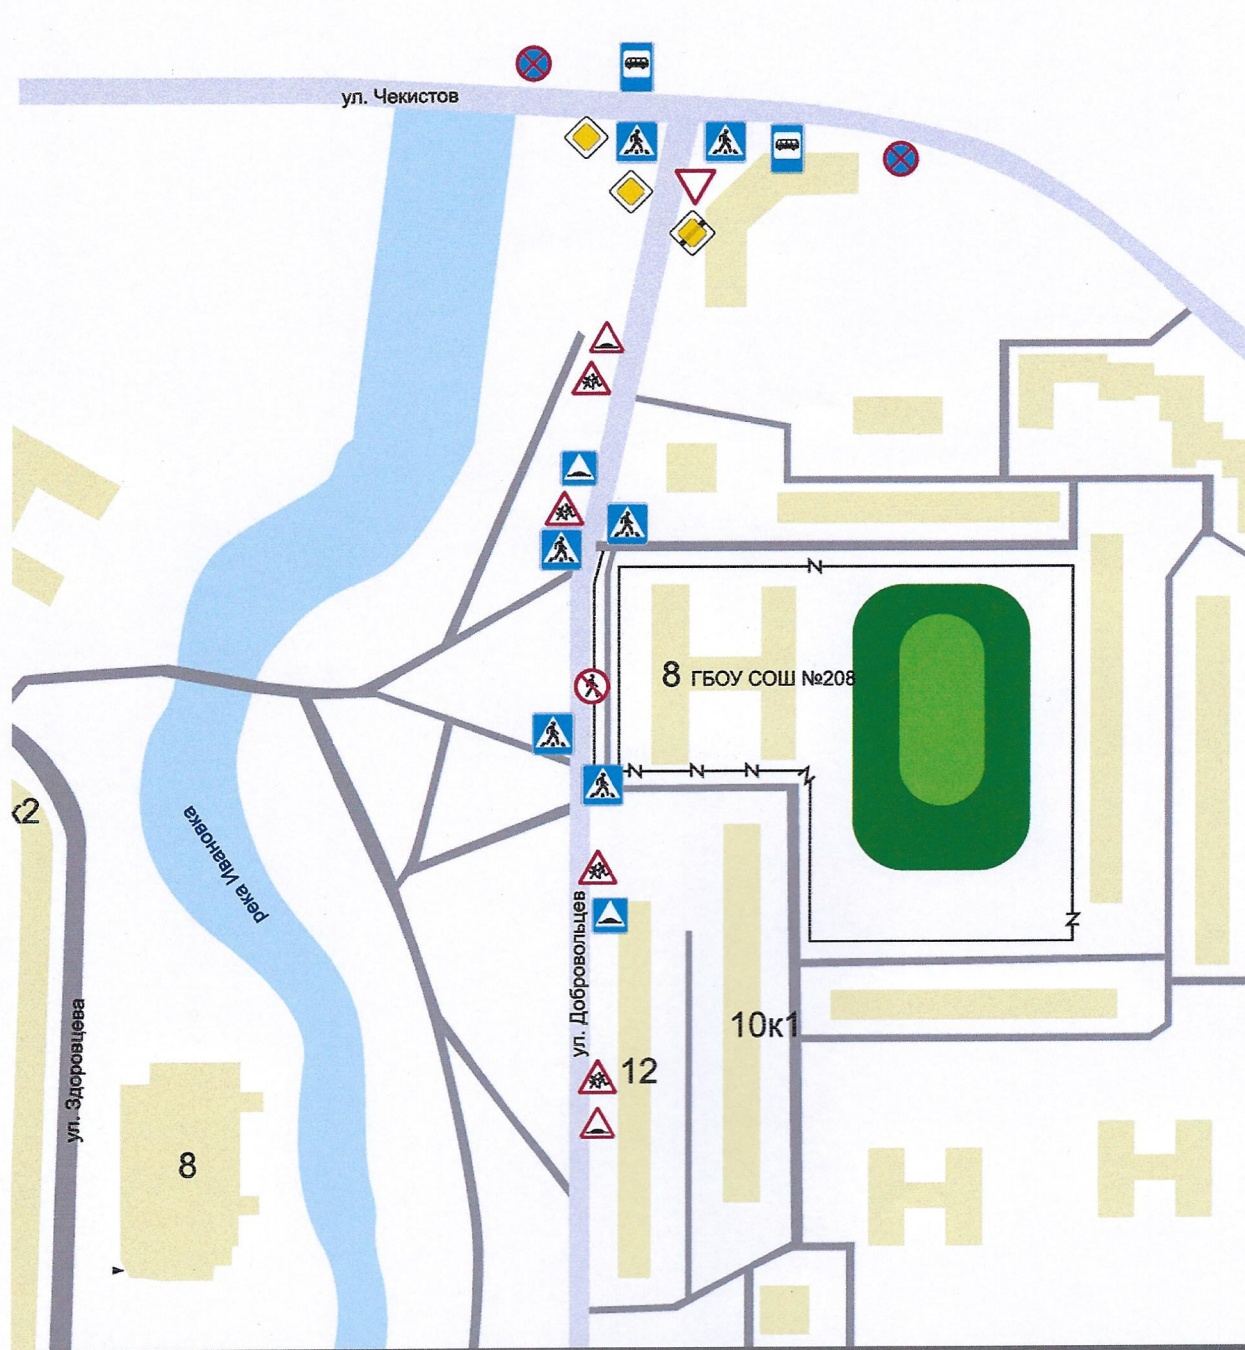 ул. Чекистов
8 ГБОУ СОШ №208
к2
река Ивановка
ул. Добровольцев
ул. Здоровцева
10к1
12
8